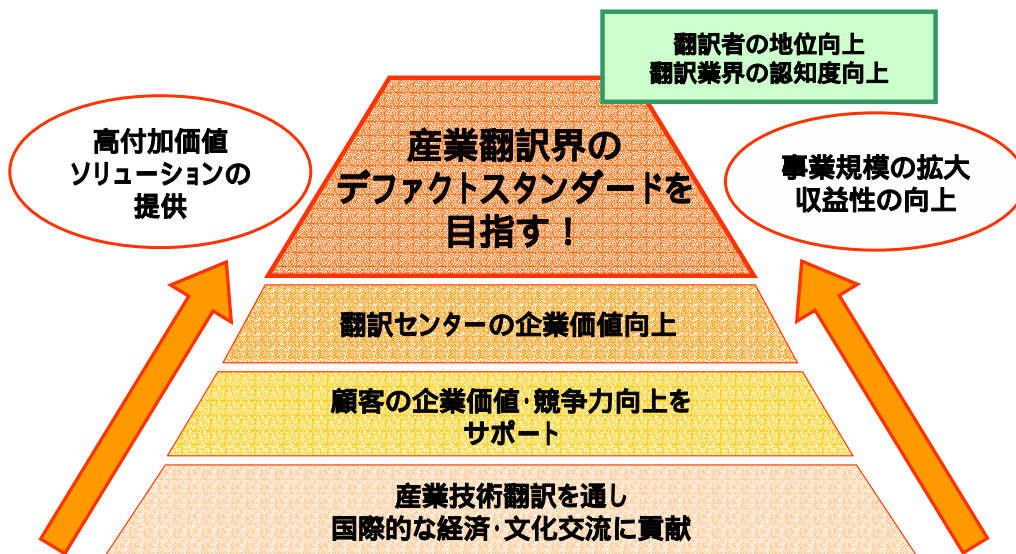 翻訳者の地位向上
翻訳業界の認知度向上
高付加価値
ソリューションの
提供
産業翻訳界の
デファクトスタンダードを
目指す！
事業規模の拡大
収益性の向上
翻訳センターの企業価値向上
顧客の企業価値・競争力向上を
サポート
産業技術翻訳を通し
国際的な経済・文化交流に貢献